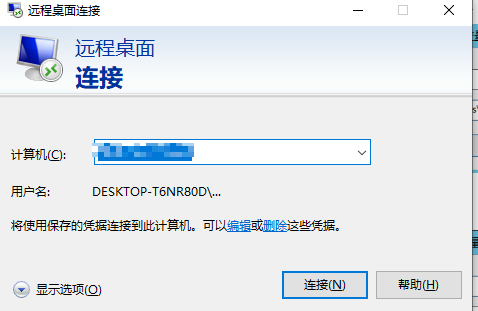 远程桌面连接
远程桌面
连接
计算机(C):
用户名: DESKTOP-T6NR80D\...
将使用保存的凭据连接到此计算机。可以编辑或删除这些凭据。
显示选项(O) 连接(N) 帮助(H)